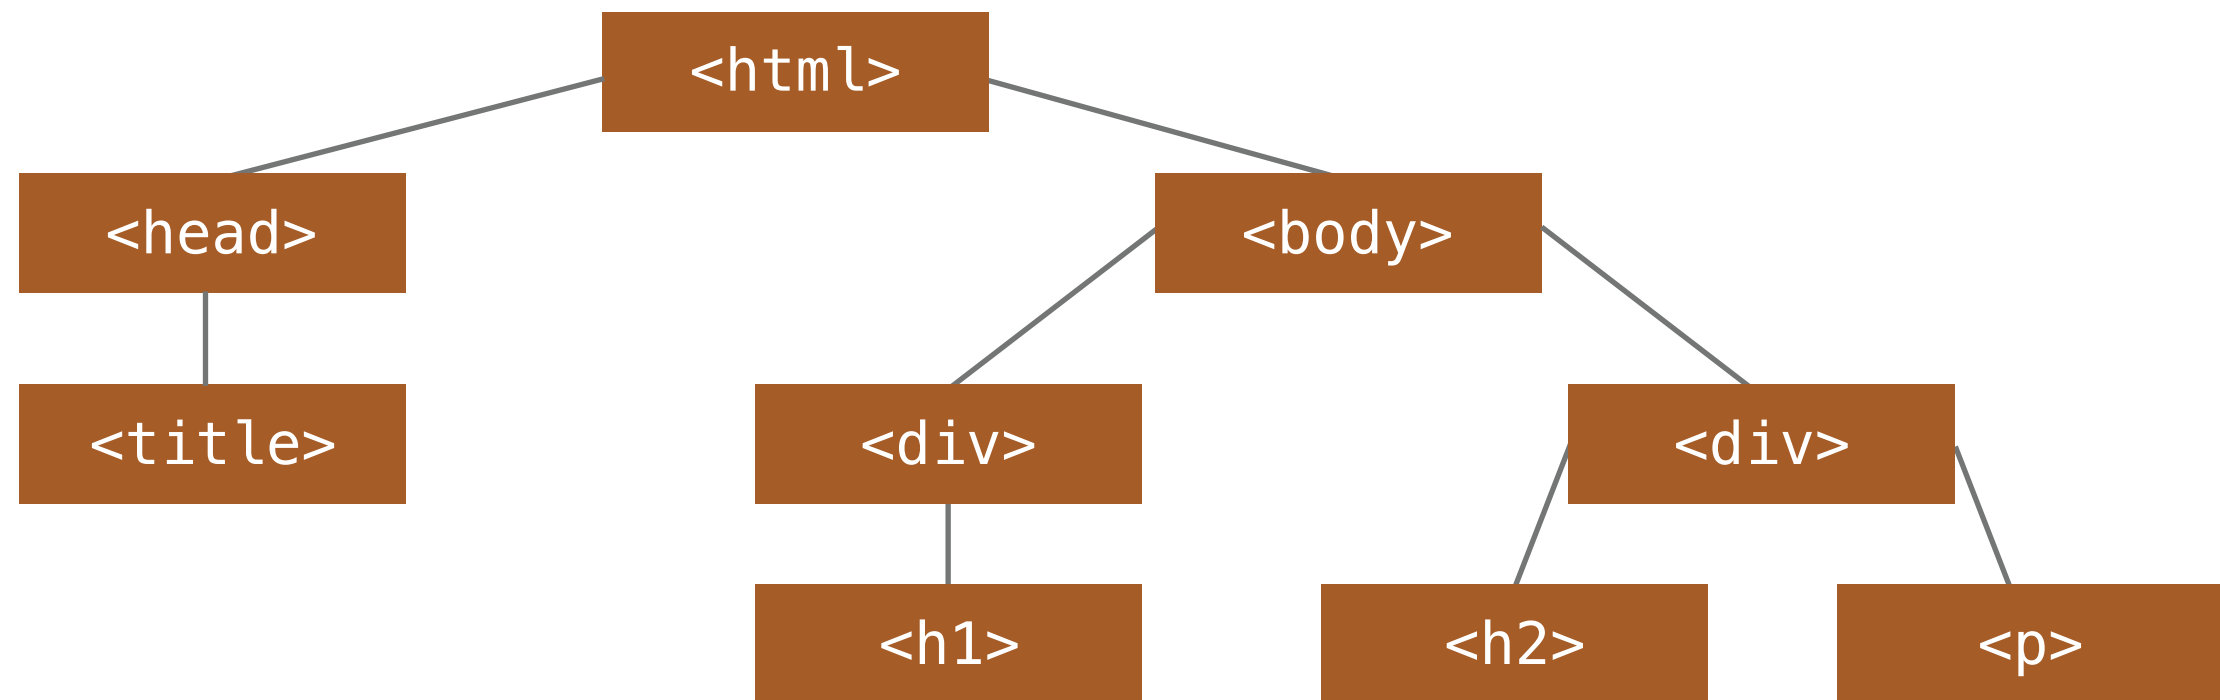 <html>
<head>
<body>
<title>
<div>
<div>
<h1>
<h2>
<p>